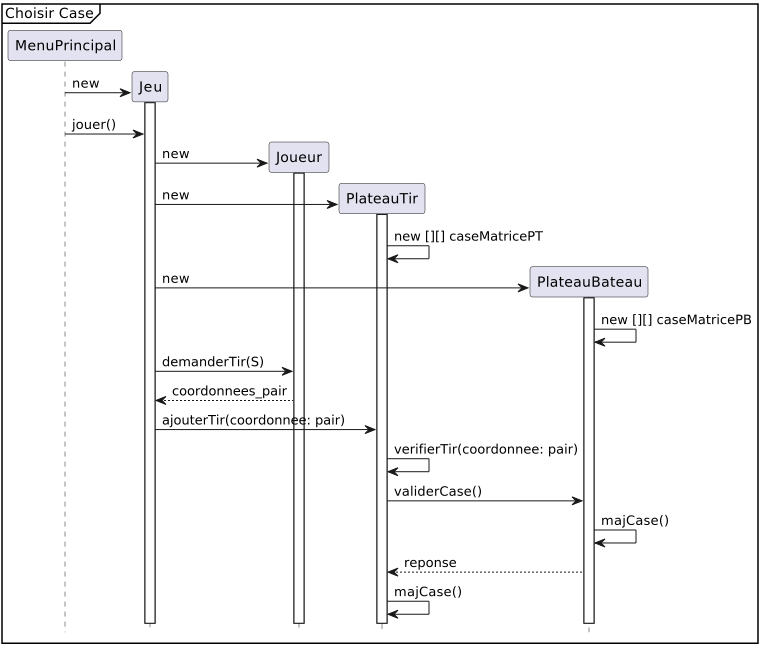 Choisir Case
MenuPrincipal
new
Jeu
jouer()
new
Joueur
new
PlateauTir
new [][] caseMatricePT
new
PlateauBateau
new [][] caseMatricePB
demanderTir(S)
coordonnees_pair
ajouterTir(coordonnee: pair)
verifierTir(coordonnee: pair)
validerCase()
majCase()
reponse
majCase()